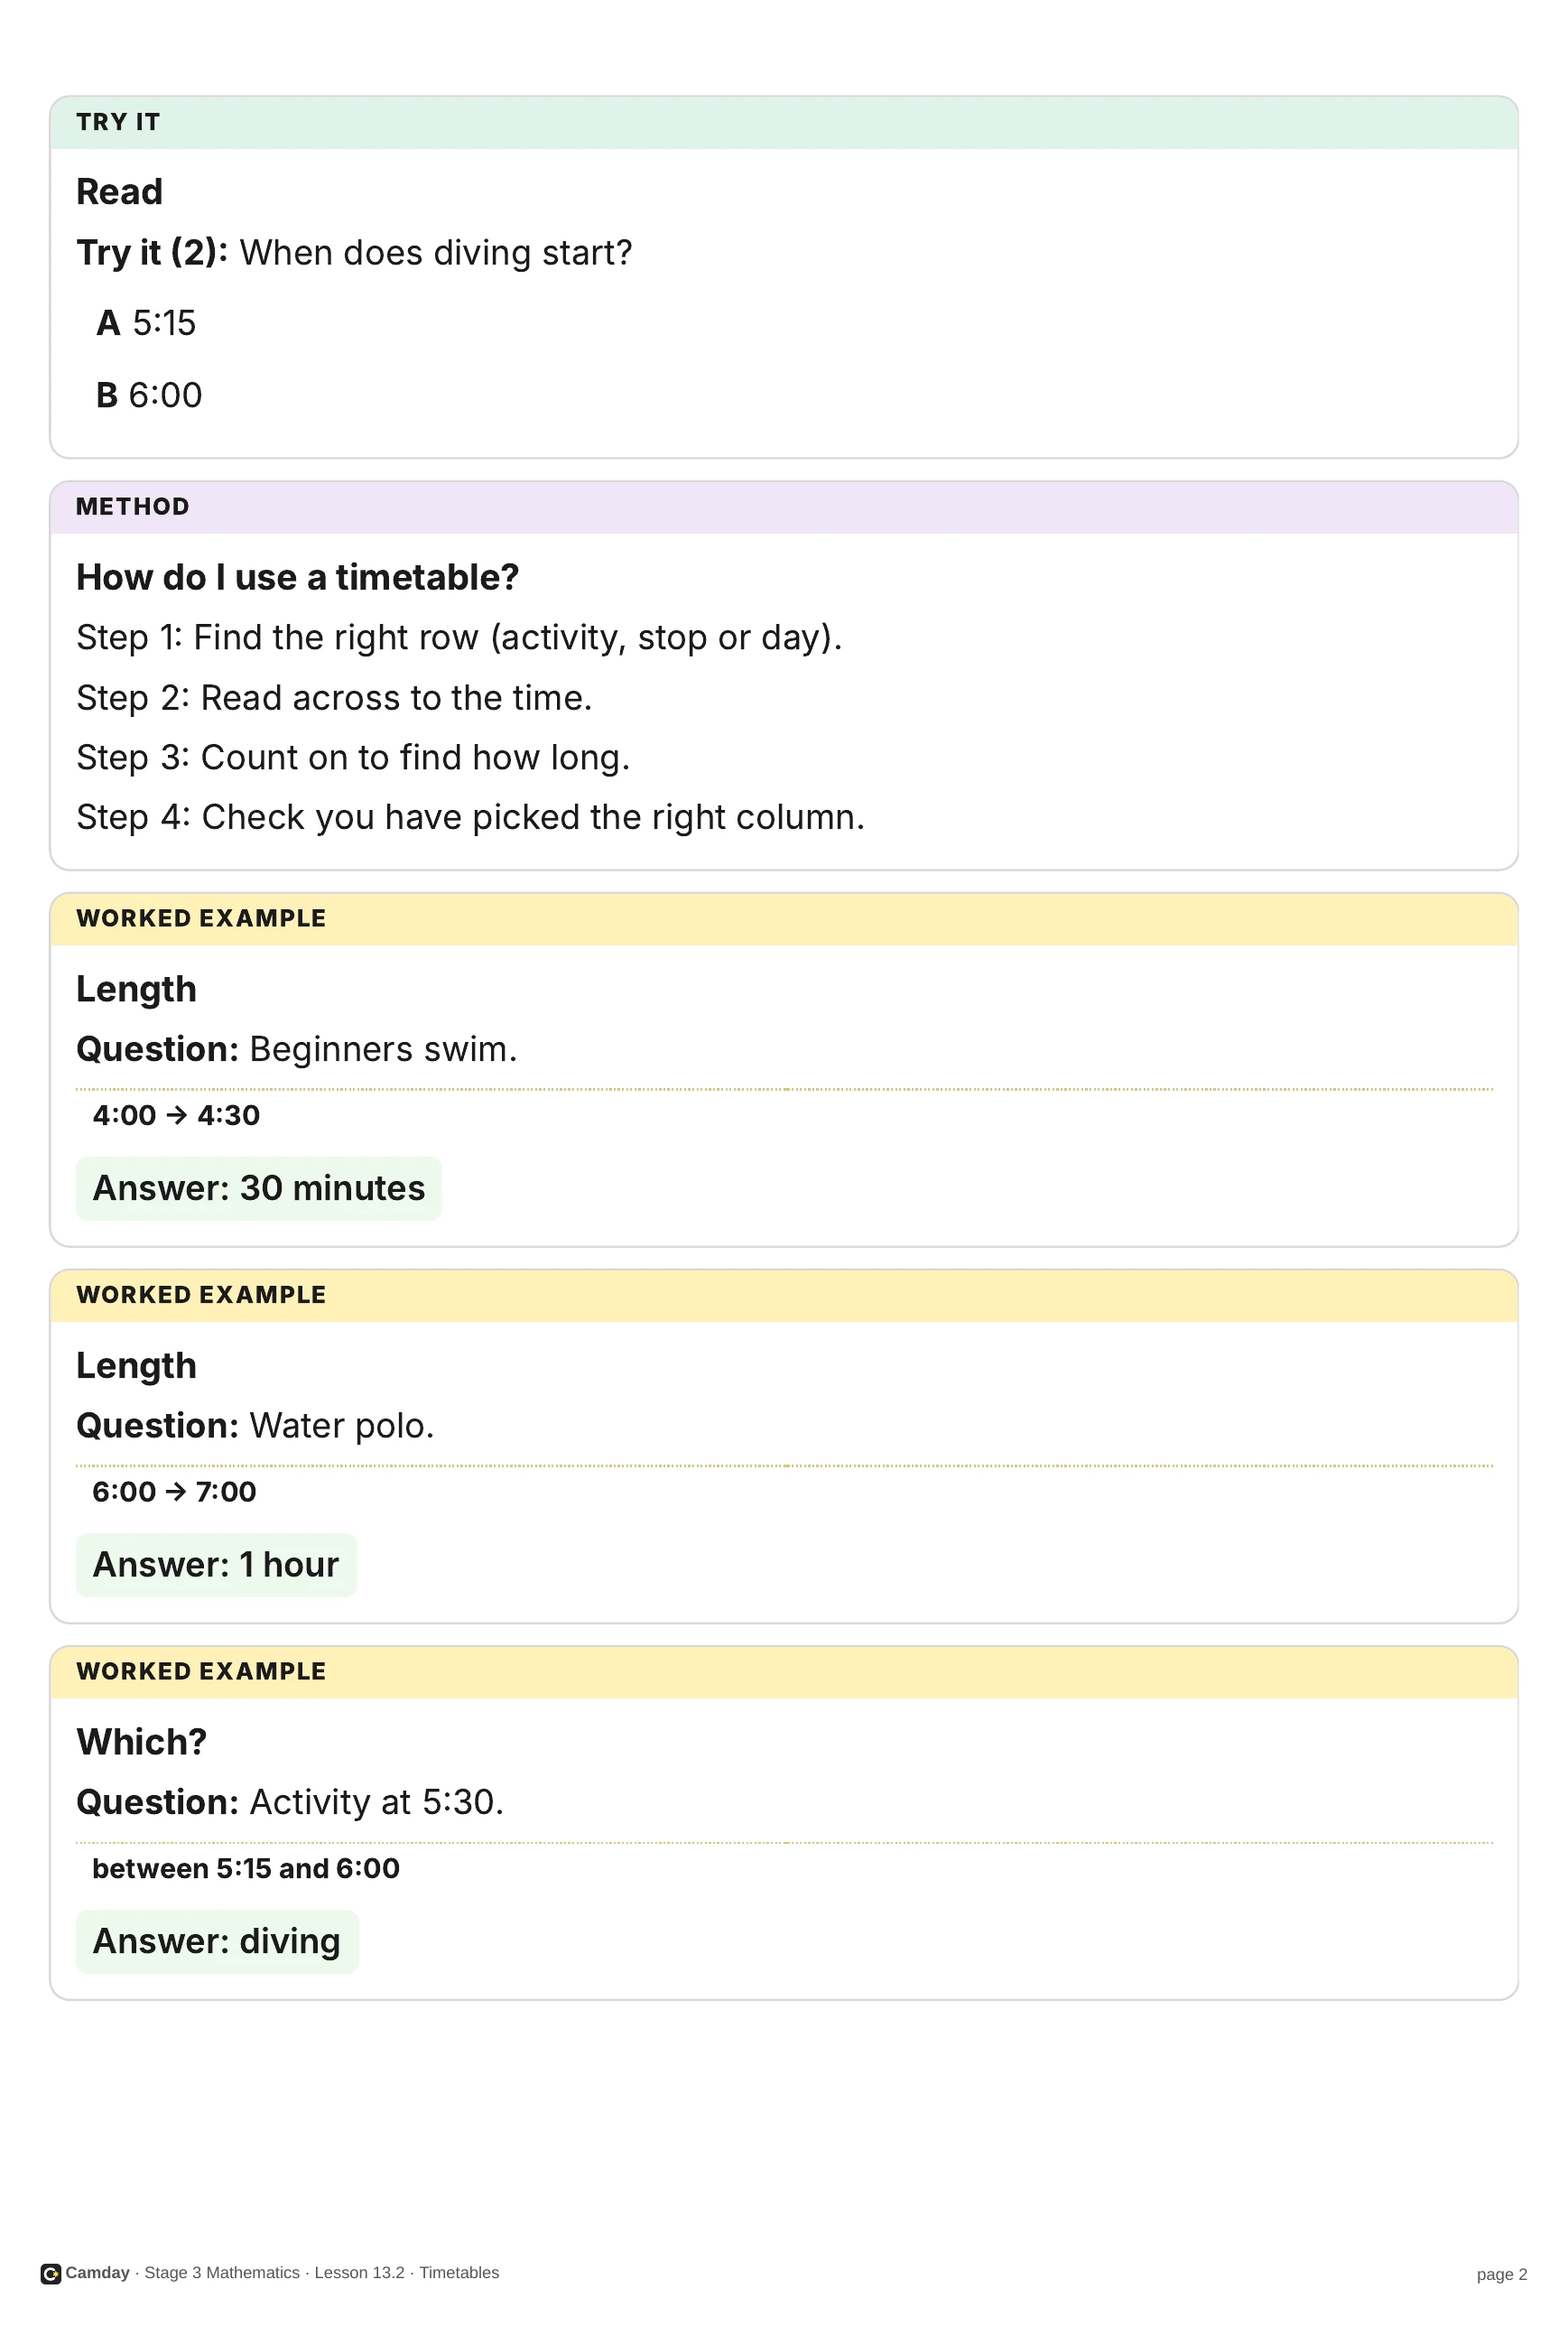 TRY IT
Read
Try it (2): When does diving start?
A 5:15
B 6:00
METHOD
How do I use a timetable?
Step 1: Find the right row (activity, stop or day).
Step 2: Read across to the time.
Step 3: Count on to find how long.
Step 4: Check you have picked the right column.
WORKED EXAMPLE
Length
Question: Beginners swim.
4:00 → 4:30
Answer: 30 minutes
WORKED EXAMPLE
Length
Question: Water polo.
6:00 → 7:00
Answer: 1 hour
WORKED EXAMPLE
Which?
Question: Activity at 5:30.
between 5:15 and 6:00
Answer: diving
Camday · Stage 3 Mathematics · Lesson 13.2 · Timetables
page 2